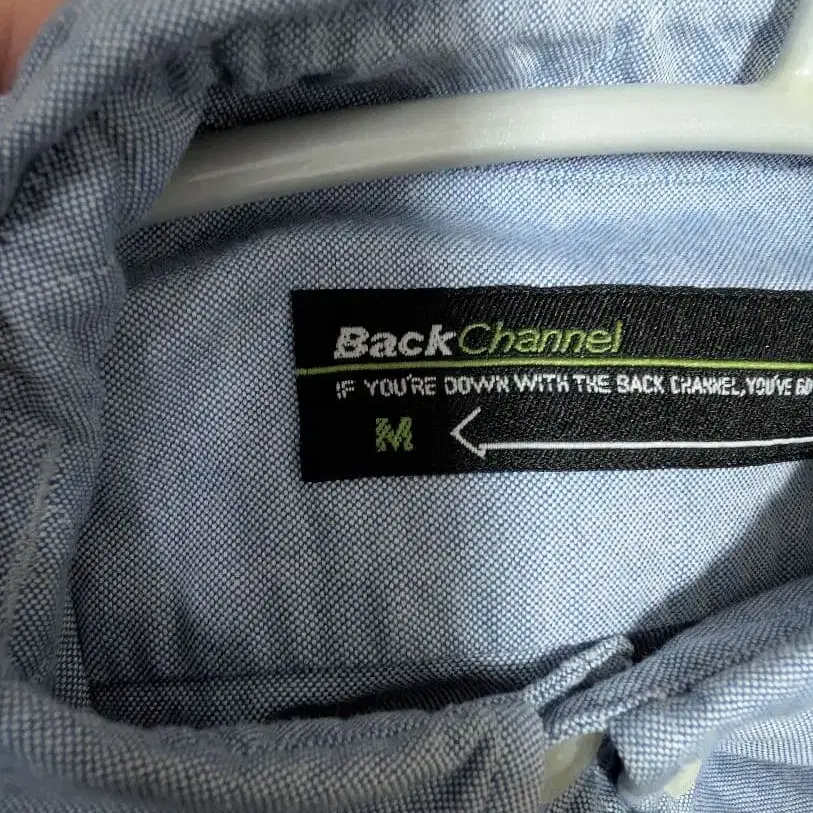 BackChannel
IF YOU'RE DOWN WITH THE BACK CHANNEL, YOU'VE
M